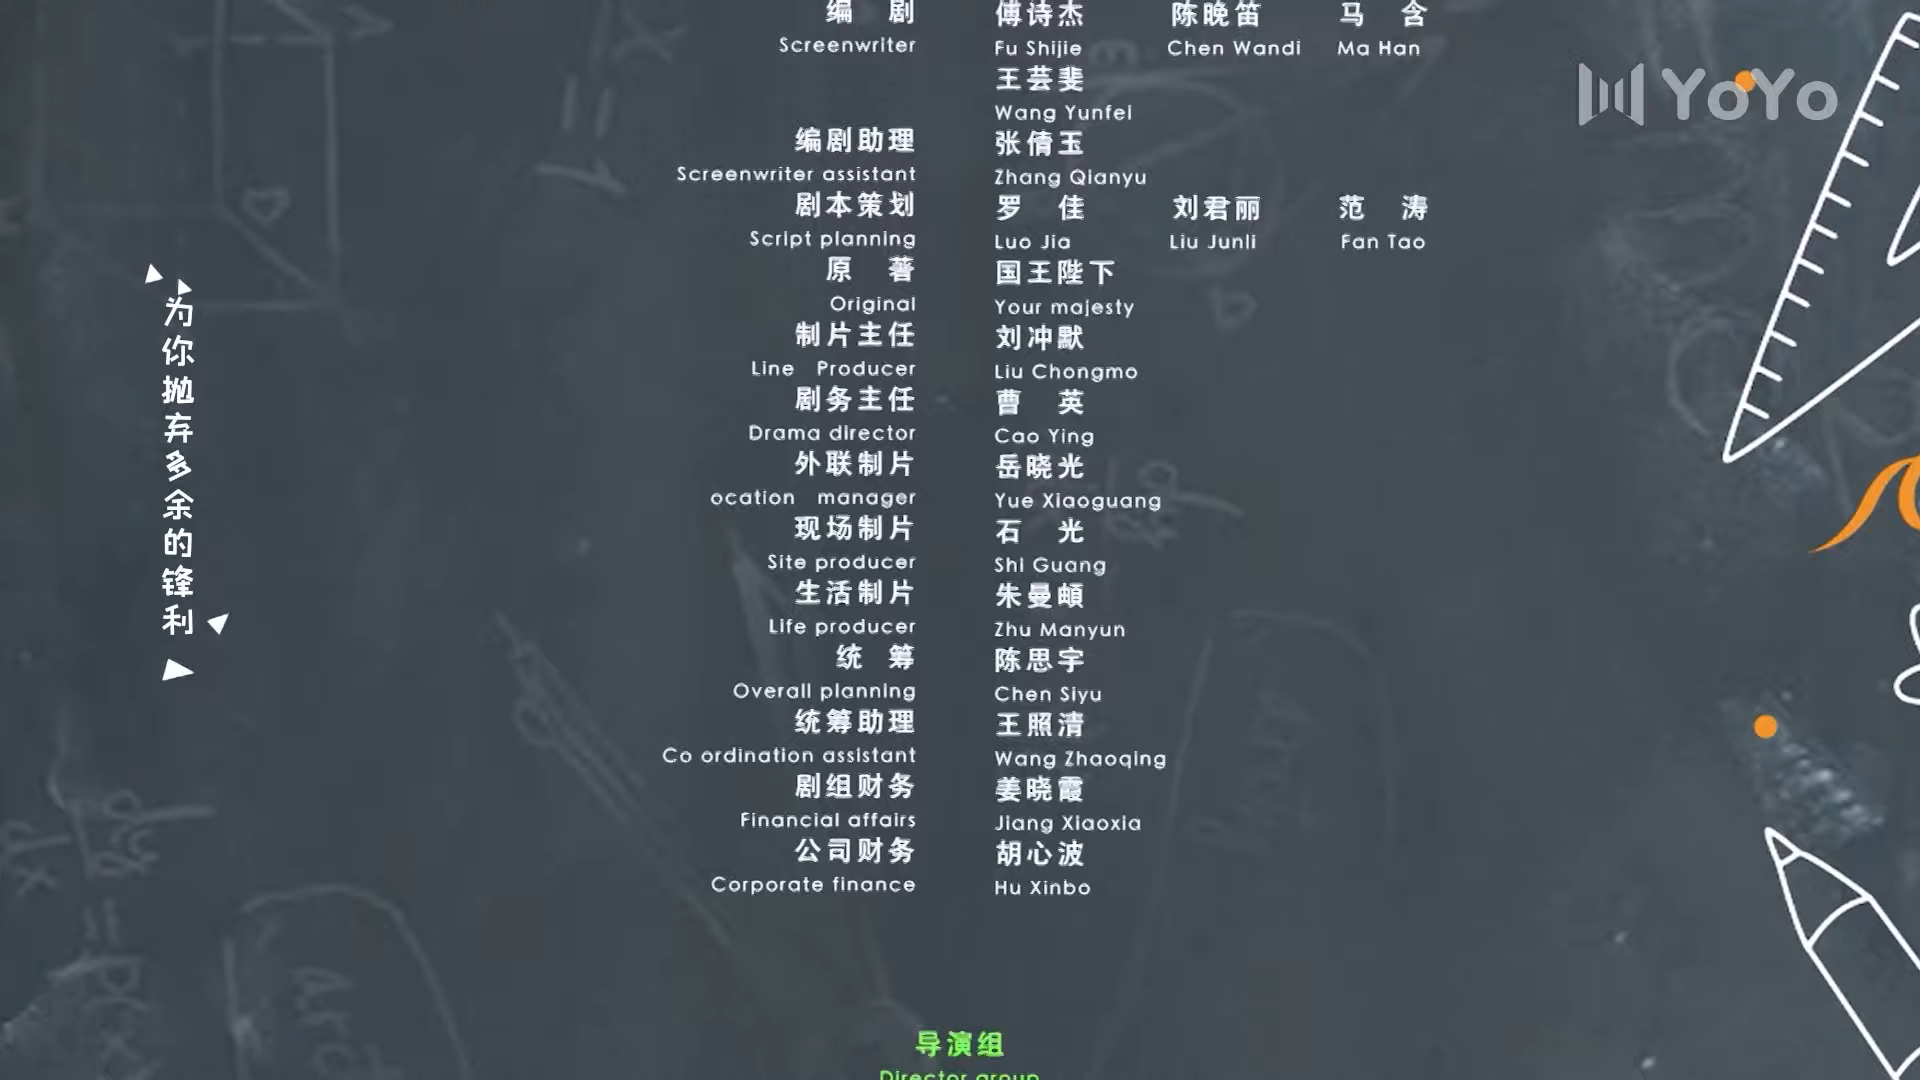 编 剧 傅诗杰 陈晚笛 马 含
Screenwriter Fu Shijie Chen Wandi Ma Han
王芸斐
Wang Yunfei
编剧助理 张倩玉
Screenwriter assistant Zhang Qianyu
剧本策划 罗 佳 刘君丽 范 涛
Script planning Luo Jia Liu Junli Fan Tao
原 著 国王陛下
Original Your majesty
制片主任 刘冲默
Line Producer Liu Chongmo
剧务主任 曹 英
Drama director Cao Ying
外联制片 岳晓光
ocation manager Yue Xiaoguang
现场制片 石 光
Site producer Shi Guang
生活制片 朱曼頔
Life producer Zhu Manyun
统 筹 陈思宇
Overall planning Chen Siyu
统筹助理 王照清
Co ordination assistant Wang Zhaoqing
剧组财务 姜晓霞
Financial affairs Jiang Xiaoxia
公司财务 胡心波
Corporate finance Hu Xinbo
导演组
Director group
为你抛弃多余的锋利
YoYo